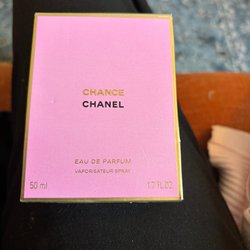 CHANCE
CHANEL
EAU DE PARFUM
VAPORISATEUR SPRAY
50 ml 1.7 FL.OZ.